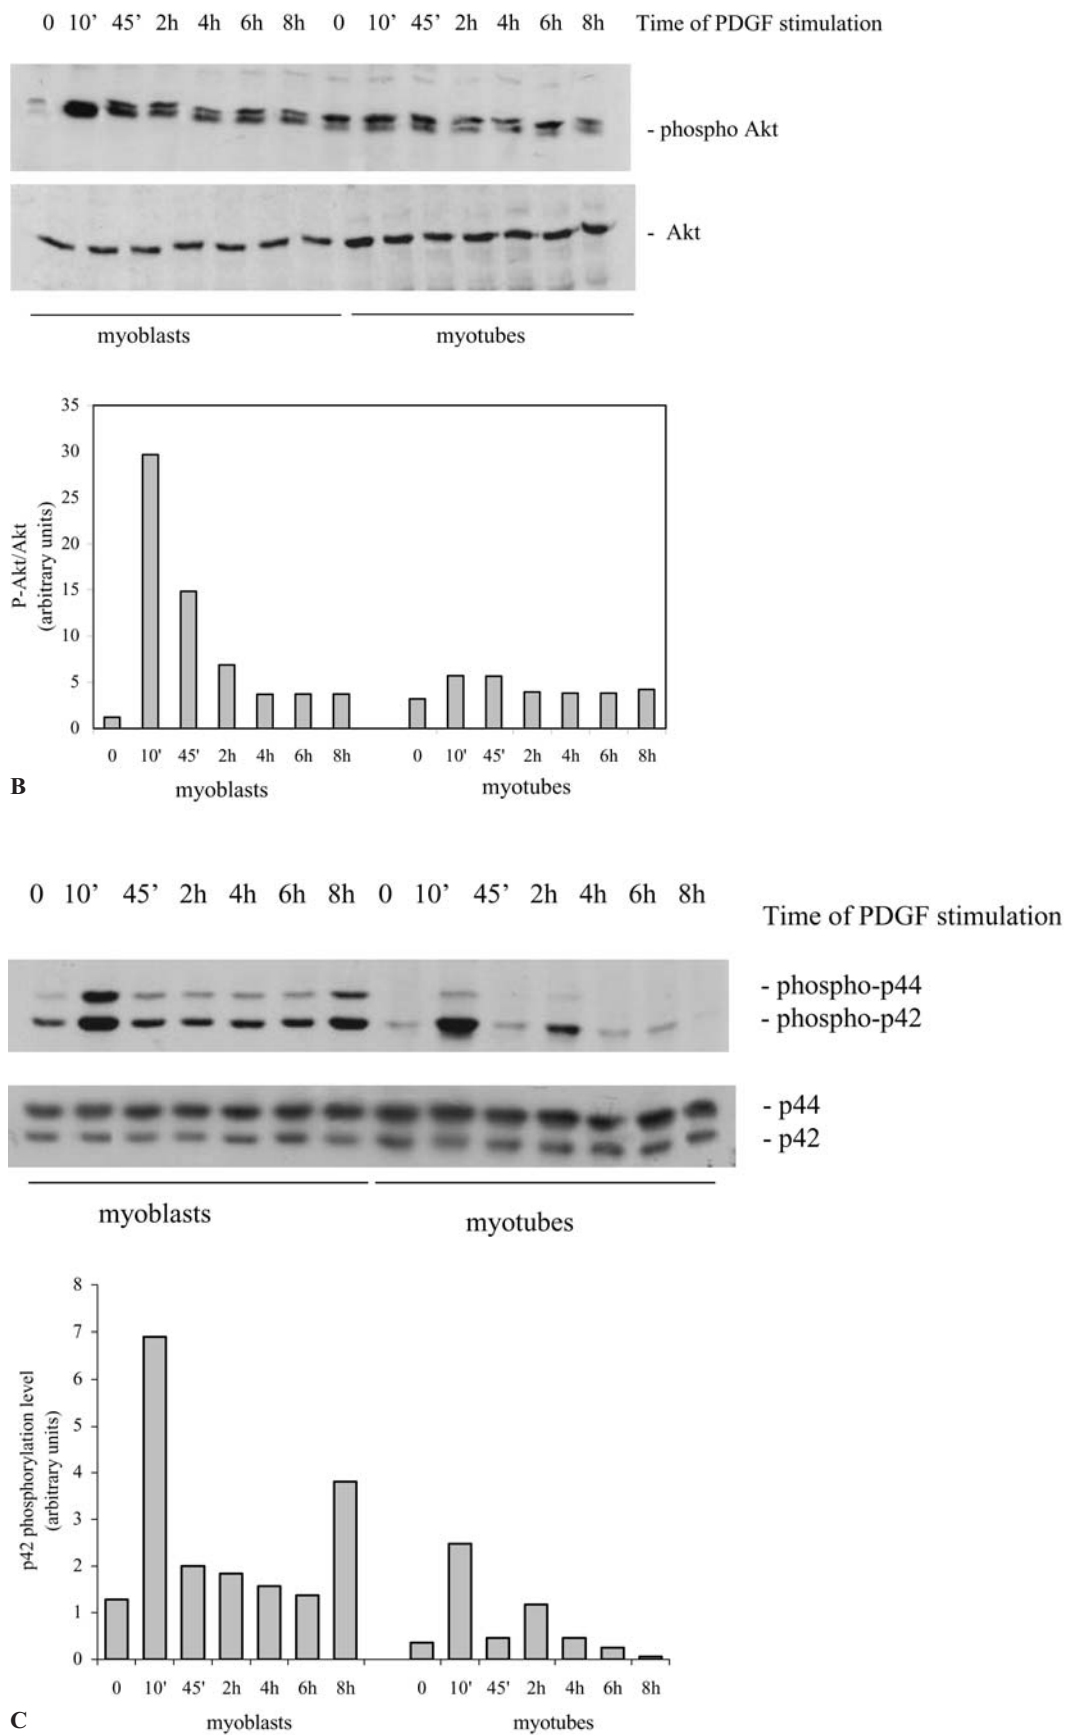 0 10’ 45’ 2h 4h 6h 8h 0 10’ 45’ 2h 4h 6h 8h Time of PDGF stimulation
- phospho Akt
- Akt
myoblasts myotubes
35
30
25
20
15
10
5
0
P-Akt/Akt
(arbitrary units)
0 10' 45' 2h 4h 6h 8h 0 10' 45' 2h 4h 6h 8h
myoblasts myotubes
B
0 10’ 45’ 2h 4h 6h 8h 0 10’ 45’ 2h 4h 6h 8h
Time of PDGF stimulation
- phospho-p44
- phospho-p42
- p44
- p42
myoblasts myotubes
8
7
6
5
4
3
2
1
0
p42 phosphorylation level
(arbitrary units)
0 10' 45' 2h 4h 6h 8h 0 10' 45' 2h 4h 6h 8h
myoblasts myotubes
C